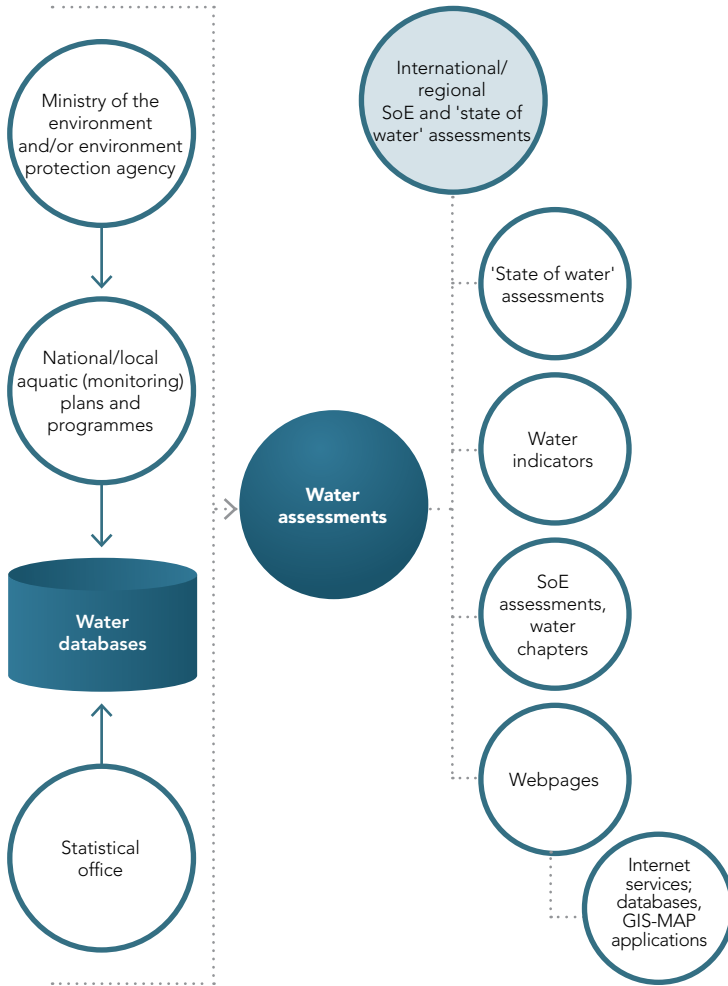 Ministry of the
environment
and/or environment
protection agency
National/local
aquatic (monitoring)
plans and
programmes
Water
databases
Statistical
office
Water
assessments
International/
regional
SoE and 'state of
water' assessments
'State of water'
assessments
Water
indicators
SoE
assessments,
water
chapters
Webpages
Internet
services;
databases,
GIS-MAP
applications